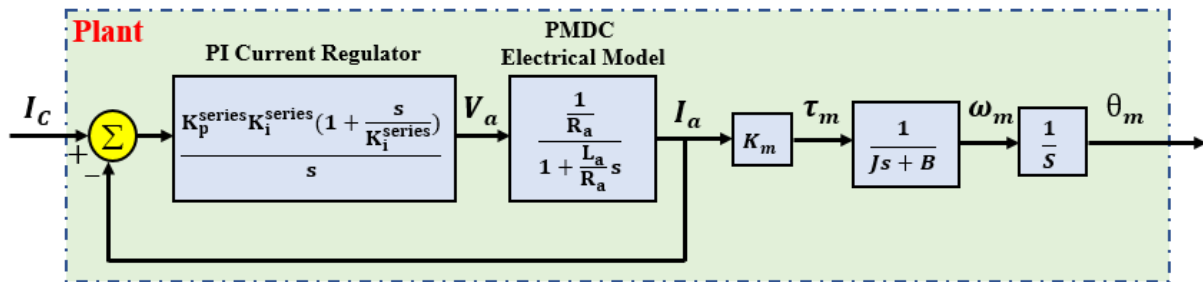 Plant
PI Current Regulator
PMDC
Electrical Model
I_C
+
−
Σ
K_p^series K_i^series (1 + s/K_i^series) / s
V_a
(1/R_a) / (1 + (L_a/R_a) s)
I_a
K_m
τ_m
1/(Js + B)
ω_m
1/S
θ_m